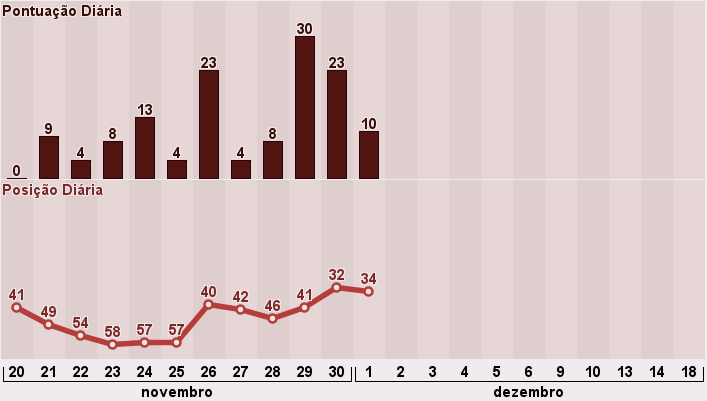 Pontuação Diária
0 9 4 8 13 4 23 4 8 30 23 10
Posição Diária
41 49 54 58 57 57 40 42 46 41 32 34
20 21 22 23 24 25 26 27 28 29 30 1 2 3 4 5 6 9 10 13 14 18
novembro dezembro